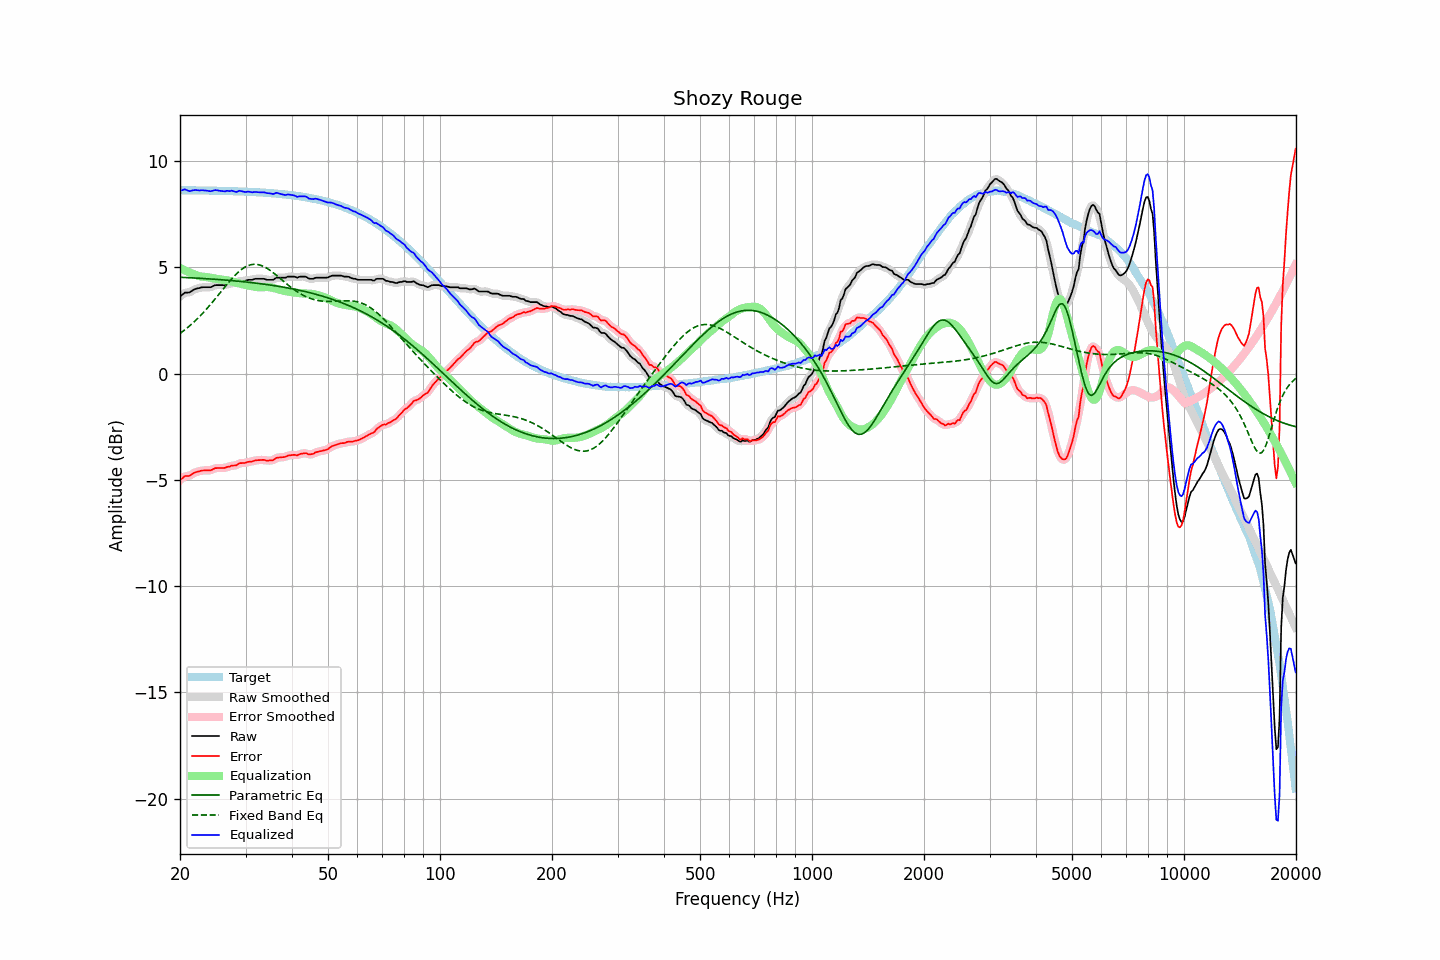 Shozy Rouge
Amplitude (dBr)
10
5
0
−5
−10
−15
−20
Target
Raw Smoothed
Error Smoothed
Raw
Error
Equalization
Parametric Eq
Fixed Band Eq
Equalized
20 50 100 200 500 1000 2000 5000 10000 20000
Frequency (Hz)